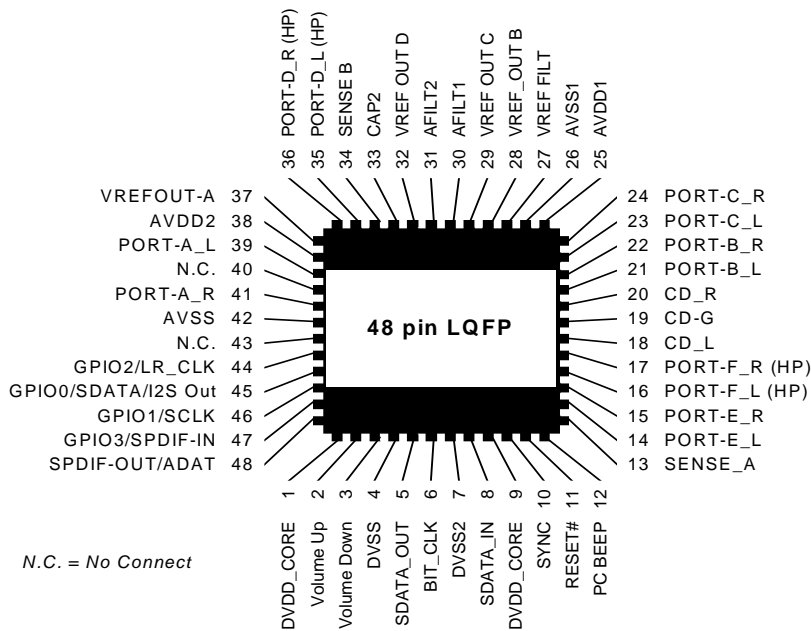 36 PORT-D_R (HP)
35 PORT-D_L (HP)
34 SENSE B
33 CAP2
32 VREF OUT D
31 AFILT2
30 AFILT1
29 VREF OUT C
28 VREF_OUT B
27 VREF FILT
26 AVSS1
25 AVDD1
VREFOUT-A 37
AVDD2 38
PORT-A_L 39
N.C. 40
PORT-A_R 41
AVSS 42
N.C. 43
GPIO2/LR_CLK 44
GPIO0/SDATA/I2S Out 45
GPIO1/SCLK 46
GPIO3/SPDIF-IN 47
SPDIF-OUT/ADAT 48
48 pin LQFP
24 PORT-C_R
23 PORT-C_L
22 PORT-B_R
21 PORT-B_L
20 CD_R
19 CD-G
18 CD_L
17 PORT-F_R (HP)
16 PORT-F_L (HP)
15 PORT-E_R
14 PORT-E_L
13 SENSE_A
DVDD_CORE 1
Volume Up 2
Volume Down 3
DVSS 4
SDATA_OUT 5
BIT_CLK 6
DVSS2 7
SDATA_IN 8
DVDD_CORE 9
SYNC 10
RESET# 11
PC BEEP 12
N.C. = No Connect